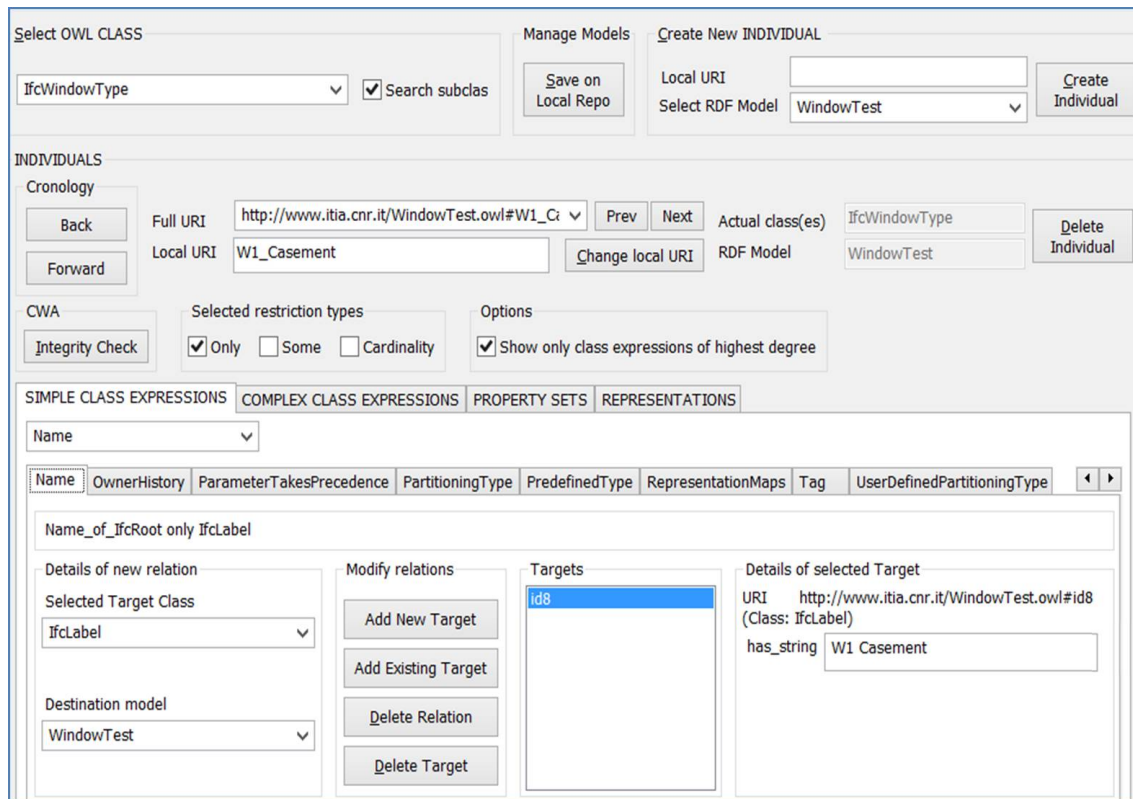 Select OWL CLASS
IfcWindowType
Search subclas
Manage Models
Save on
Local Repo
Create New INDIVIDUAL
Local URI
Select RDF Model
WindowTest
Create
Individual
INDIVIDUALS
Cronology
Back
Forward
Full URI
http://www.itia.cnr.it/WindowTest.owl#W1_Ca
Prev
Next
Local URI
W1_Casement
Change local URI
Actual class(es)
IfcWindowType
RDF Model
WindowTest
Delete
Individual
CWA
Integrity Check
Selected restriction types
Only
Some
Cardinality
Options
Show only class expressions of highest degree
SIMPLE CLASS EXPRESSIONS
COMPLEX CLASS EXPRESSIONS
PROPERTY SETS
REPRESENTATIONS
Name
Name
OwnerHistory
ParameterTakesPrecedence
PartitioningType
PredefinedType
RepresentationMaps
Tag
UserDefinedPartitioningType
Name_of_IfcRoot only IfcLabel
Details of new relation
Selected Target Class
IfcLabel
Destination model
WindowTest
Modify relations
Add New Target
Add Existing Target
Delete Relation
Delete Target
Targets
id8
Details of selected Target
URI http://www.itia.cnr.it/WindowTest.owl#id8
(Class: IfcLabel)
has_string
W1 Casement